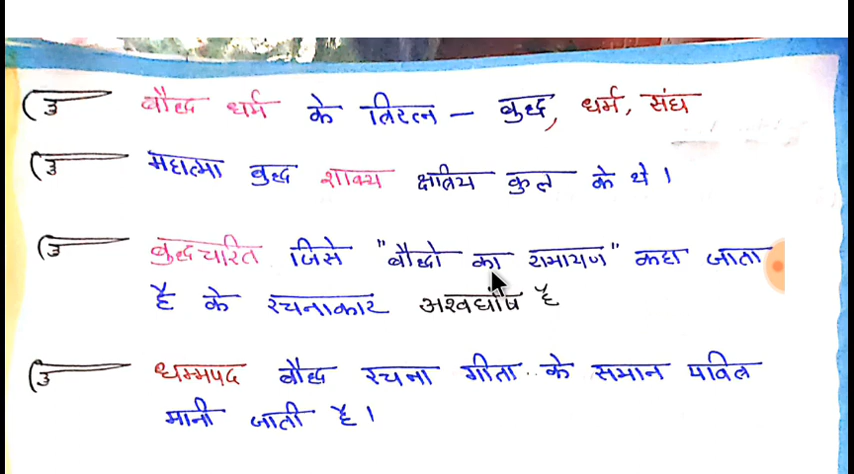 बौद्ध धर्म के त्रिरत्न – बुद्ध, धर्म, संघ
महात्मा बुद्ध शाक्य क्षत्रिय कुल के थे।
बुद्धचरित जिसे "बौद्धो का रामायण" कहा जाता
है के रचनाकार अश्वघोष है
धम्मपद बौद्ध रचना गीता के समान पवित्र
मानी जाती है।